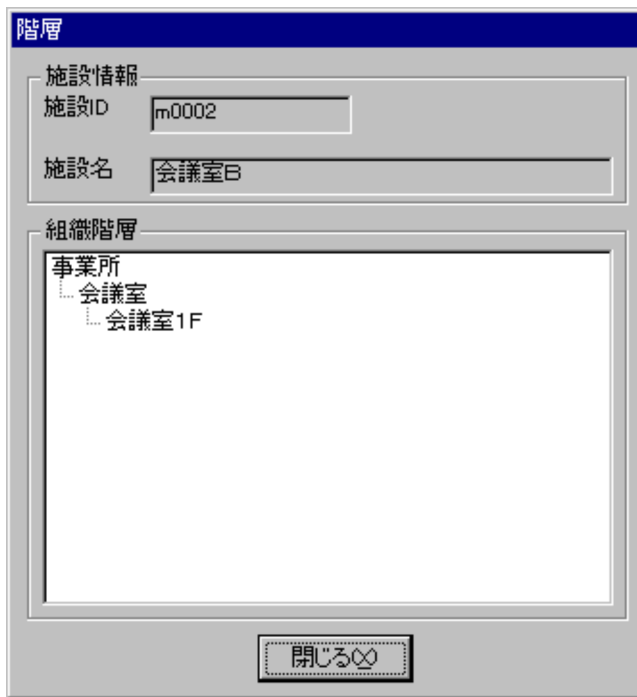 階層
施設情報
施設ID m0002
施設名 会議室B
組織階層
事業所
会議室
会議室1F
閉じる(X)